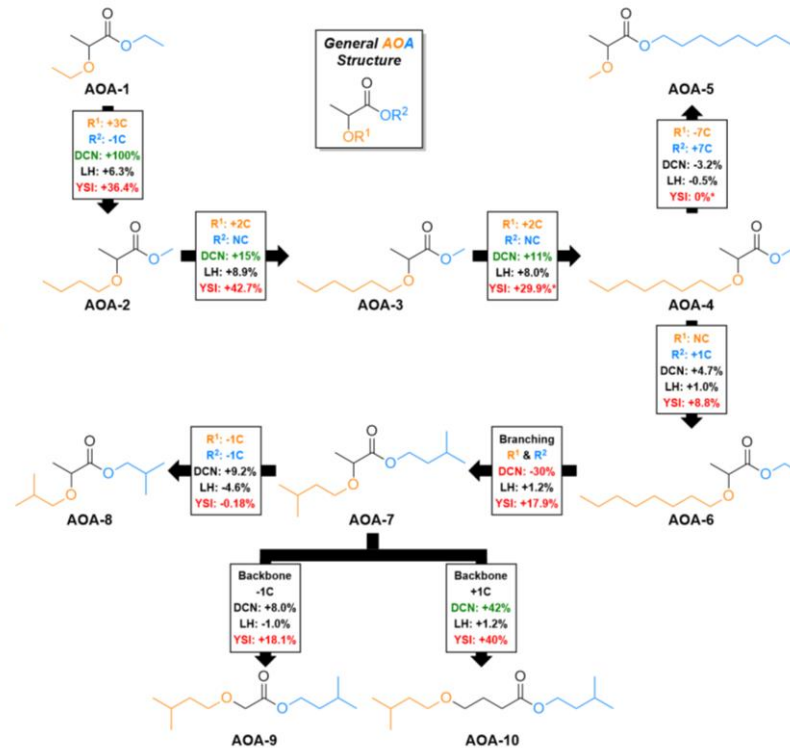 General AOA
Structure
O
OR²
OR¹
O
O
O
AOA-1
O
O
O
AOA-5
R¹: +3C
R²: -1C
DCN: +100%
LH: +6.3%
YSI: +36.4%
R¹: -7C
R²: +7C
DCN: -3.2%
LH: -0.5%
YSI: 0%*
O
O
O
AOA-2
R¹: +2C
R²: NC
DCN: +15%
LH: +8.9%
YSI: +42.7%
O
O
O
AOA-3
R¹: +2C
R²: NC
DCN: +11%
LH: +8.0%
YSI: +29.9%*
O
O
O
AOA-4
R¹: NC
R²: +1C
DCN: +4.7%
LH: +1.0%
YSI: +8.8%
O
O
O
AOA-8
R¹: -1C
R²: -1C
DCN: +9.2%
LH: -4.6%
YSI: -0.18%
O
O
O
AOA-7
Branching
R¹ & R²
DCN: -30%
LH: +1.2%
YSI: +17.9%
O
O
O
AOA-6
Backbone
-1C
DCN: +8.0%
LH: -1.0%
YSI: +18.1%
Backbone
+1C
DCN: +42%
LH: +1.2%
YSI: +40%
O
O
O
AOA-9
O
O
O
AOA-10